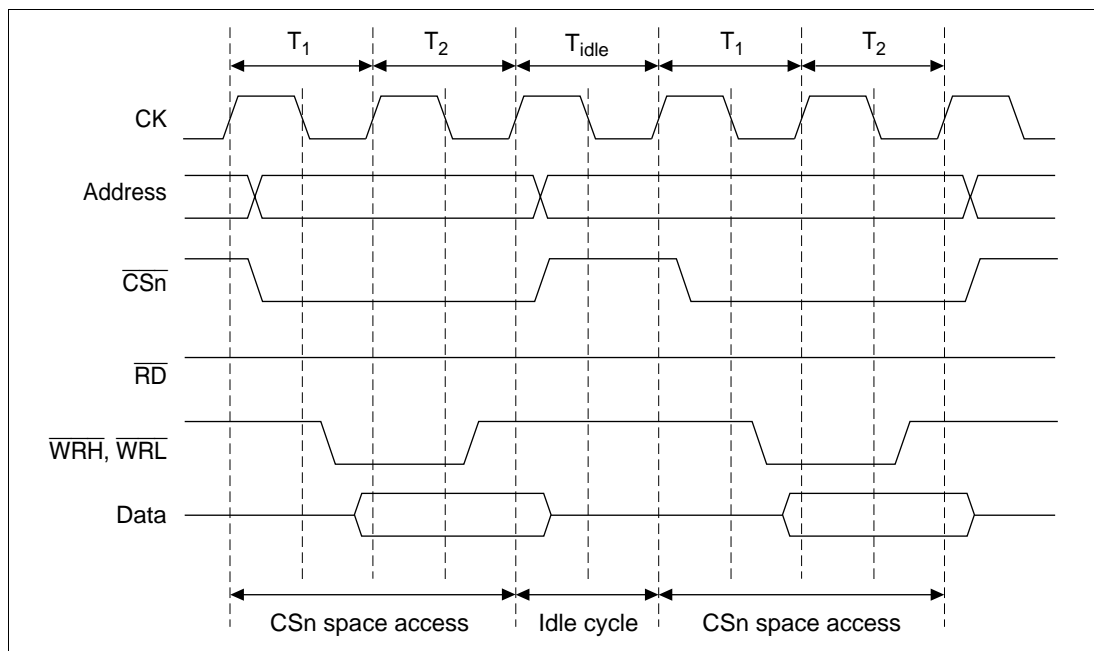 T1 T2 Tidle T1 T2
CK
Address
CSn
RD
WRH, WRL
Data
CSn space access Idle cycle CSn space access